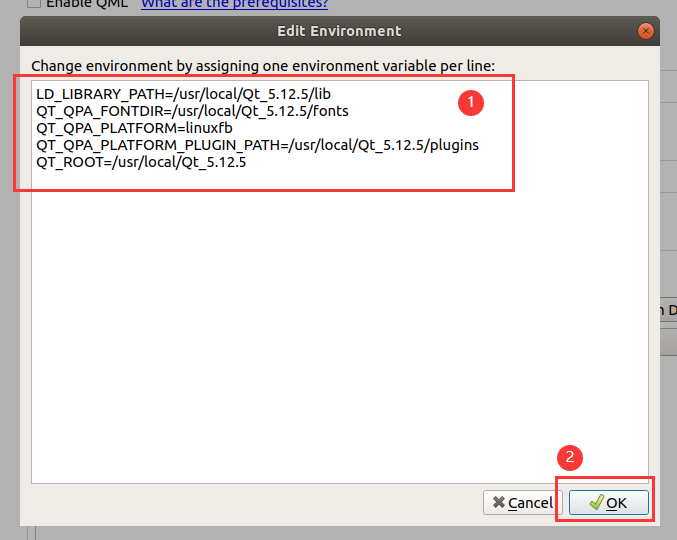 Enable QML What are the prerequisites?
Edit Environment
Change environment by assigning one environment variable per line:
LD_LIBRARY_PATH=/usr/local/Qt_5.12.5/lib
QT_QPA_FONTDIR=/usr/local/Qt_5.12.5/fonts
QT_QPA_PLATFORM=linuxfb
QT_QPA_PLATFORM_PLUGIN_PATH=/usr/local/Qt_5.12.5/plugins
QT_ROOT=/usr/local/Qt_5.12.5
1
D
2
Cancel
OK